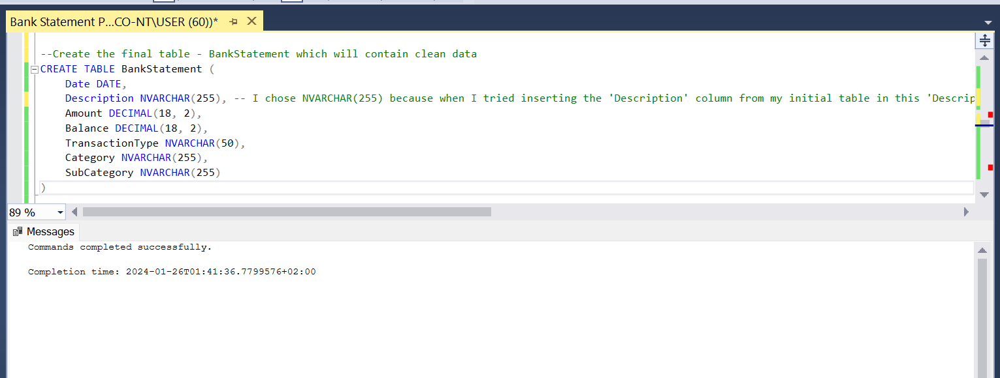 Bank Statement P...CO-NT\USER (60))*
--Create the final table - BankStatement which will contain clean data
CREATE TABLE BankStatement (
Date DATE,
Description NVARCHAR(255), -- I chose NVARCHAR(255) because when I tried inserting the 'Description' column from my initial table in this 'Descrip
Amount DECIMAL(18, 2),
Balance DECIMAL(18, 2),
TransactionType NVARCHAR(50),
Category NVARCHAR(255),
SubCategory NVARCHAR(255)
)
89 %
Messages
Commands completed successfully.
Completion time: 2024-01-26T01:41:36.7799576+02:00